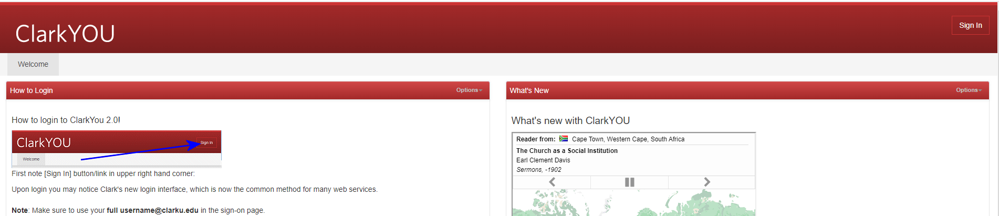 ClarkYOU
Sign In
Welcome
How to Login
Options
How to login to ClarkYou 2.0!
ClarkYOU
Sign In
Welcome
First note [Sign In] button/link in upper right hand corner:
Upon login you may notice Clark's new login interface, which is now the common method for many web services.
Note: Make sure to use your full username@clarku.edu in the sign-on page.
What's New
Options
What's new with ClarkYOU
Reader from: Cape Town, Western Cape, South Africa
The Church as a Social Institution
Earl Clement Davis
Sermons, -1902